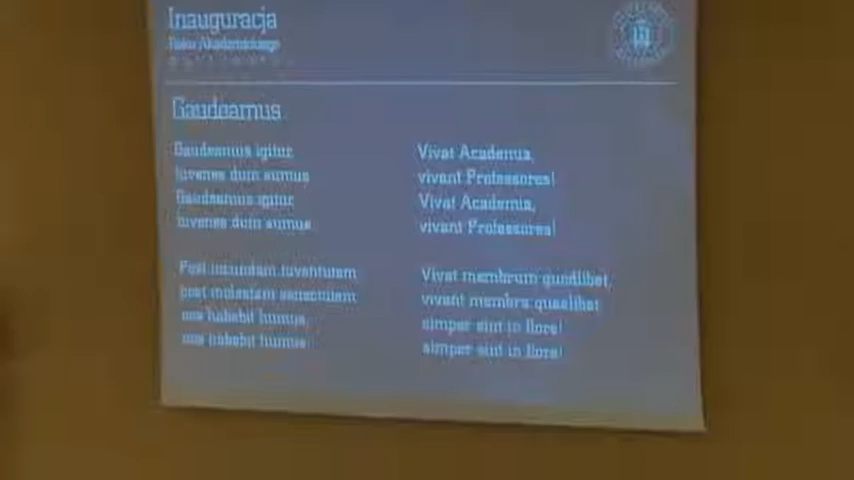 Inauguracja
Roku Akademickiego
Gaudeamus
Gaudeamus igitur
Iuvenes dum sumus
Gaudeamus igitur
Iuvenes dum sumus
Post iucundam iuventutem
post molestam senectutem
nos habebit humus,
nos habebit humus!
Vivat Academia,
vivant Professores!
Vivat Academia,
vivant Professores!
Vivat membrum quodlibet,
vivant membra quaelibet
simper sint in flore!
simper sint in flore!